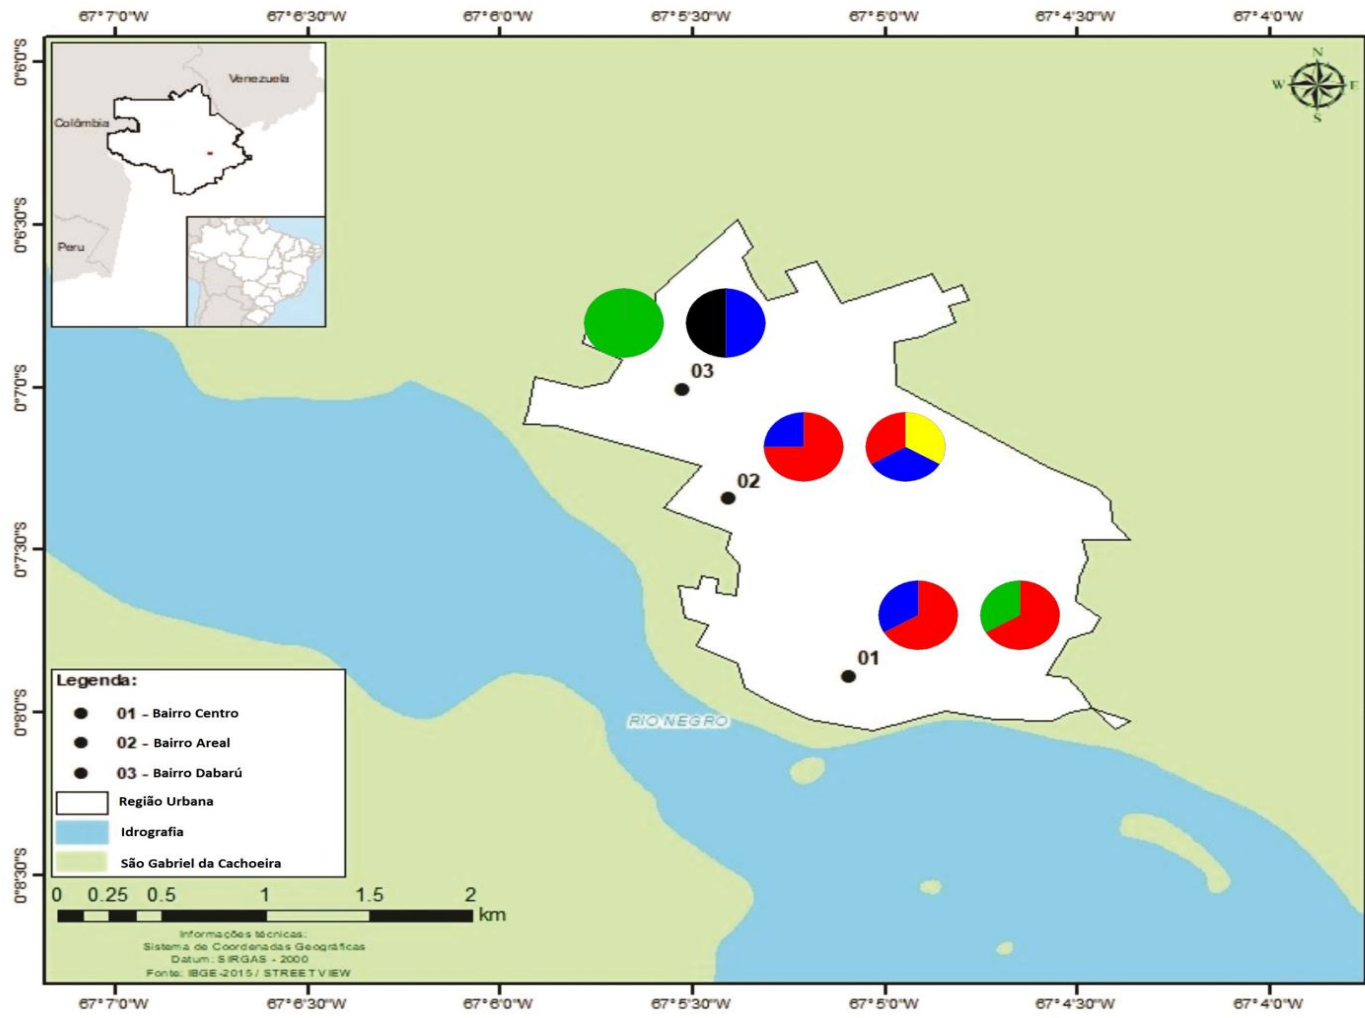 67°7'0"W 67°6'30"W 67°6'0"W 67°5'30"W 67°5'0"W 67°4'30"W 67°4'0"W
0°6'0"S
0°6'30"S
0°7'0"S
0°7'30"S
0°8'0"S
0°8'30"S
Venezuela
Colômbia
Peru
N
W E
S
03
02
01
RIO NEGRO
Legenda:
01 - Bairro Centro
02 - Bairro Areal
03 - Bairro Dabarú
Região Urbana
Idrografia
São Gabriel da Cachoeira
0 0.25 0.5 1 1.5 2
km
Informações técnicas:
Sistema de Coordenadas Geográficas
Datum: SIRGAS - 2000
Fonte: IBGE-2015 / STREETVIEW
67°7'0"W 67°6'30"W 67°6'0"W 67°5'30"W 67°5'0"W 67°4'30"W 67°4'0"W